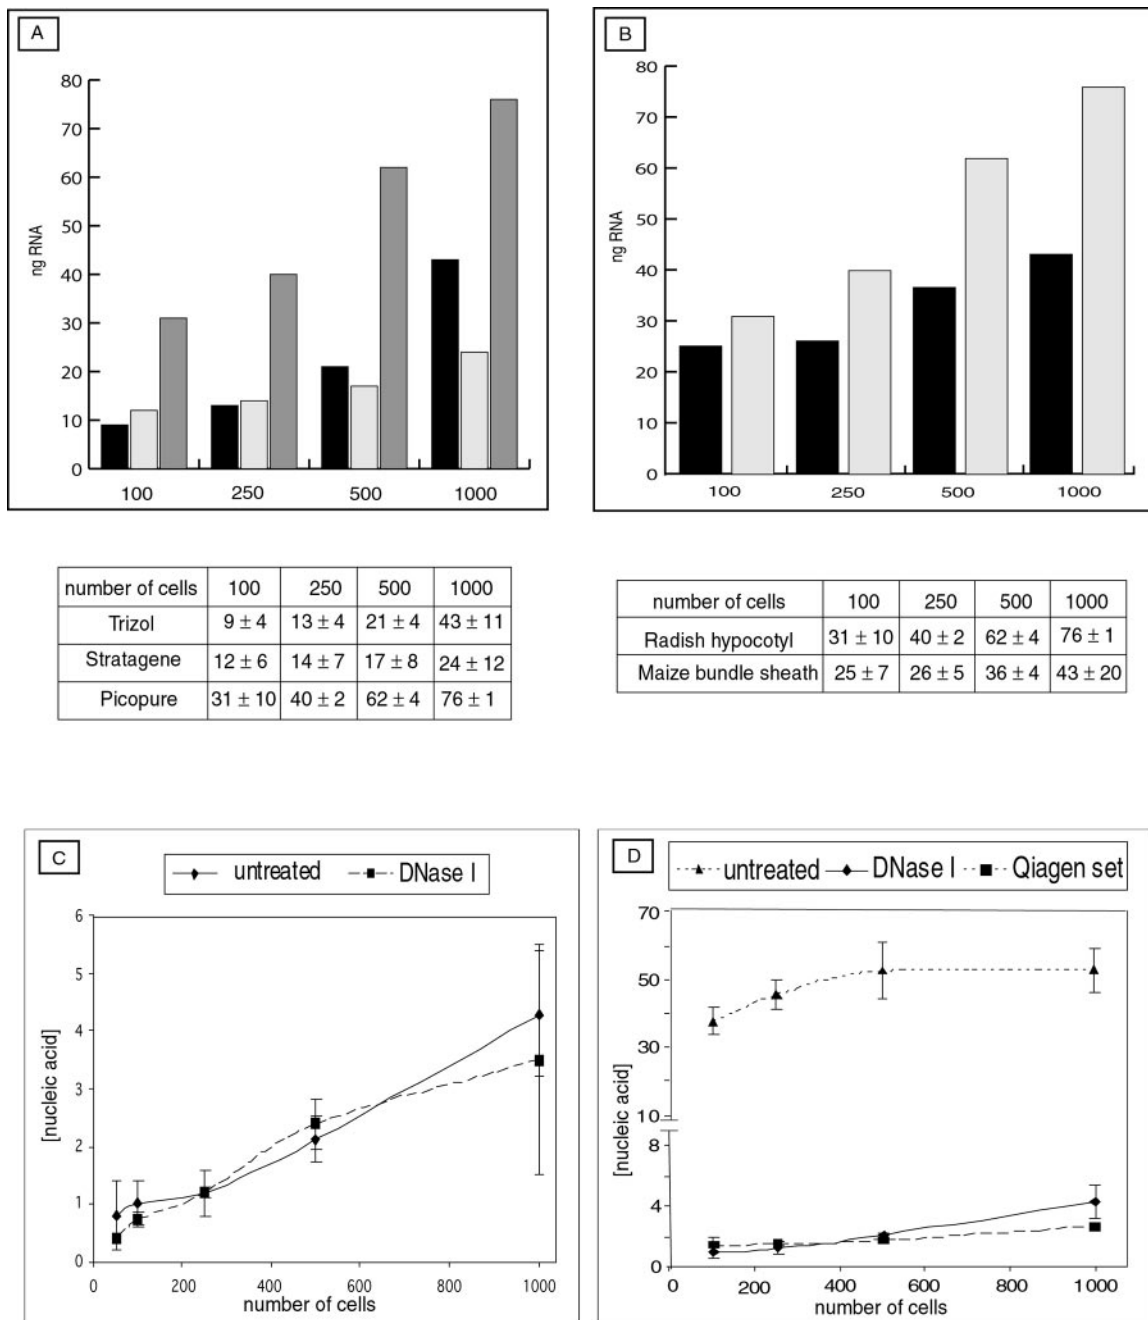 A
80
70
60
50
40
30
20
10
0
ng RNA
100 250 500 1000
B
80
70
60
50
40
30
20
10
0
ng RNA
100 250 500 1000
number of cells 100 250 500 1000
Trizol 9 ± 4 13 ± 4 21 ± 4 43 ± 11
Stratagene 12 ± 6 14 ± 7 17 ± 8 24 ± 12
Picopure 31 ± 10 40 ± 2 62 ± 4 76 ± 1
number of cells 100 250 500 1000
Radish hypocotyl 31 ± 10 40 ± 2 62 ± 4 76 ± 1
Maize bundle sheath 25 ± 7 26 ± 5 36 ± 4 43 ± 20
C
untreated DNase I
6
5
4
3
2
1
0
[nucleic acid]
0 200 400 600 800 1000
number of cells
D
untreated DNase I Qiagen set
70
50
30
10
8
4
0
[nucleic acid]
0 200 400 600 800 1000
number of cells